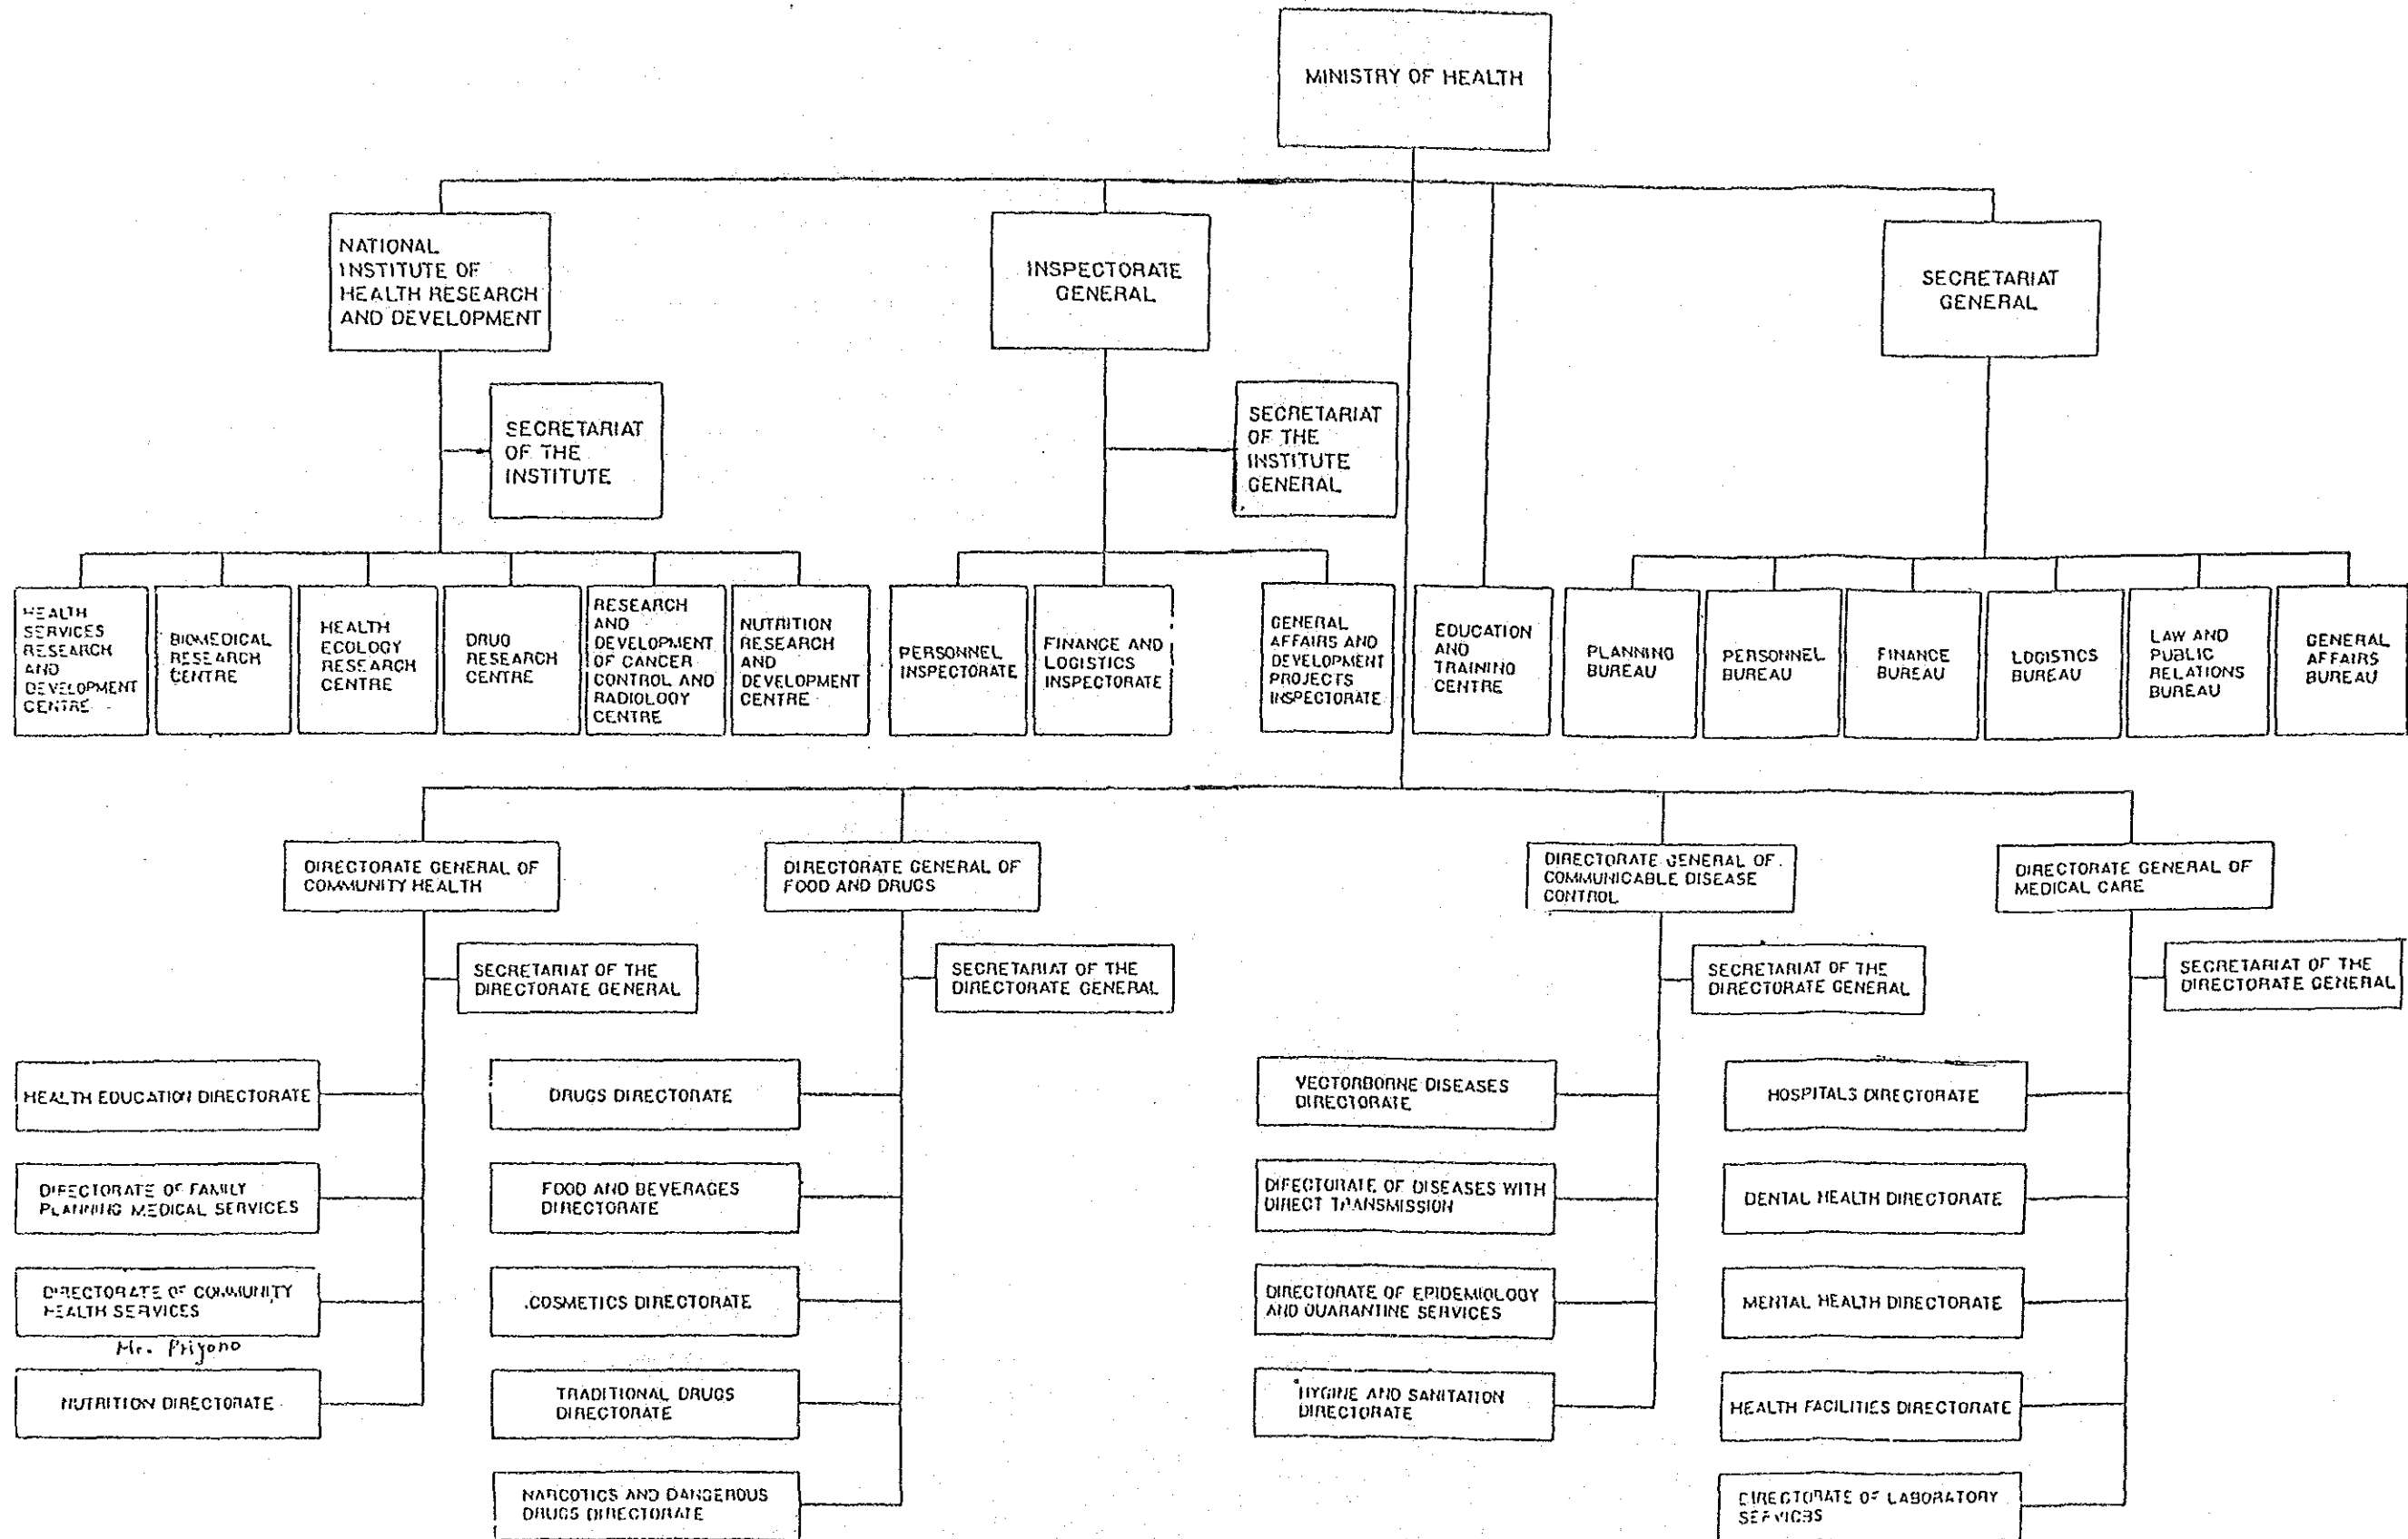 MINISTRY OF HEALTH
NATIONAL
INSTITUTE OF
HEALTH RESEARCH
AND DEVELOPMENT
INSPECTORATE
GENERAL
SECRETARIAT
GENERAL
SECRETARIAT
OF THE
INSTITUTE
SECRETARIAT
OF THE
INSTITUTE
GENERAL
HEALTH
SERVICES
RESEARCH
AND
DEVELOPMENT
CENTRE
BIOMEDICAL
RESEARCH
CENTRE
HEALTH
ECOLOGY
RESEARCH
CENTRE
DRUG
RESEARCH
CENTRE
RESEARCH
AND
DEVELOPMENT
OF CANCER
CONTROL AND
RADIOLOGY
CENTRE
NUTRITION
RESEARCH
AND
DEVELOPMENT
CENTRE
PERSONNEL
INSPECTORATE
FINANCE AND
LOGISTICS
INSPECTORATE
GENERAL
AFFAIRS AND
DEVELOPMENT
PROJECTS
INSPECTORATE
EDUCATION
AND
TRAINING
CENTRE
PLANNING
BUREAU
PERSONNEL
BUREAU
FINANCE
BUREAU
LOGISTICS
BUREAU
LAW AND
PUBLIC
RELATIONS
BUREAU
GENERAL
AFFAIRS
BUREAU
DIRECTORATE GENERAL OF
COMMUNITY HEALTH
DIRECTORATE GENERAL OF
FOOD AND DRUGS
DIRECTORATE GENERAL OF
COMMUNICABLE DISEASE
CONTROL
DIRECTORATE GENERAL OF
MEDICAL CARE
SECRETARIAT OF THE
DIRECTORATE GENERAL
SECRETARIAT OF THE
DIRECTORATE GENERAL
SECRETARIAT OF THE
DIRECTORATE GENERAL
SECRETARIAT OF THE
DIRECTORATE GENERAL
HEALTH EDUCATION DIRECTORATE
DIRECTORATE OF FAMILY
PLANNING MEDICAL SERVICES
DIRECTORATE OF COMMUNITY
HEALTH SERVICES
Mr. Priyono
NUTRITION DIRECTORATE
DRUGS DIRECTORATE
FOOD AND BEVERAGES
DIRECTORATE
COSMETICS DIRECTORATE
TRADITIONAL DRUGS
DIRECTORATE
NARCOTICS AND DANGEROUS
DRUGS DIRECTORATE
VECTORBORNE DISEASES
DIRECTORATE
DIRECTORATE OF DISEASES WITH
DIRECT TRANSMISSION
DIRECTORATE OF EPIDEMIOLOGY
AND QUARANTINE SERVICES
HYGINE AND SANITATION
DIRECTORATE
HOSPITALS DIRECTORATE
DENTAL HEALTH DIRECTORATE
MENTAL HEALTH DIRECTORATE
HEALTH FACILITIES DIRECTORATE
DIRECTORATE OF LABORATORY
SERVICES